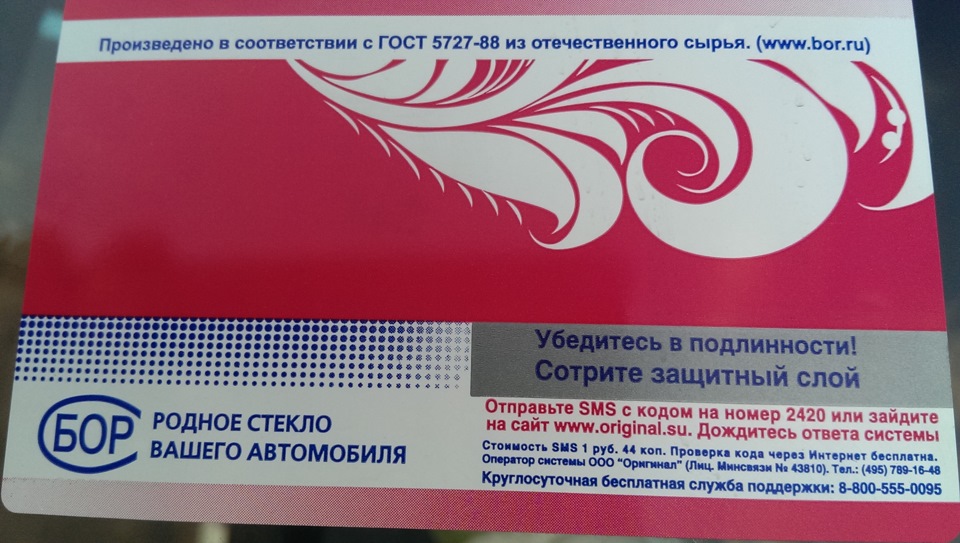 Произведено в соответствии с ГОСТ 5727-88 из отечественного сырья. (www.bor.ru)
Убедитесь в подлинности!
Сотрите защитный слой
БОР
РОДНОЕ СТЕКЛО
ВАШЕГО АВТОМОБИЛЯ
Отправьте SMS с кодом на номер 2420 или зайдите
на сайт www.original.su. Дождитесь ответа системы
Стоимость SMS 1 руб. 44 коп. Проверка кода через Интернет бесплатна.
Оператор системы ООО "Оригинал" (Лиц. Минсвязи № 43810). Тел.: (495) 789-16-48
Круглосуточная бесплатная служба поддержки: 8-800-555-0095